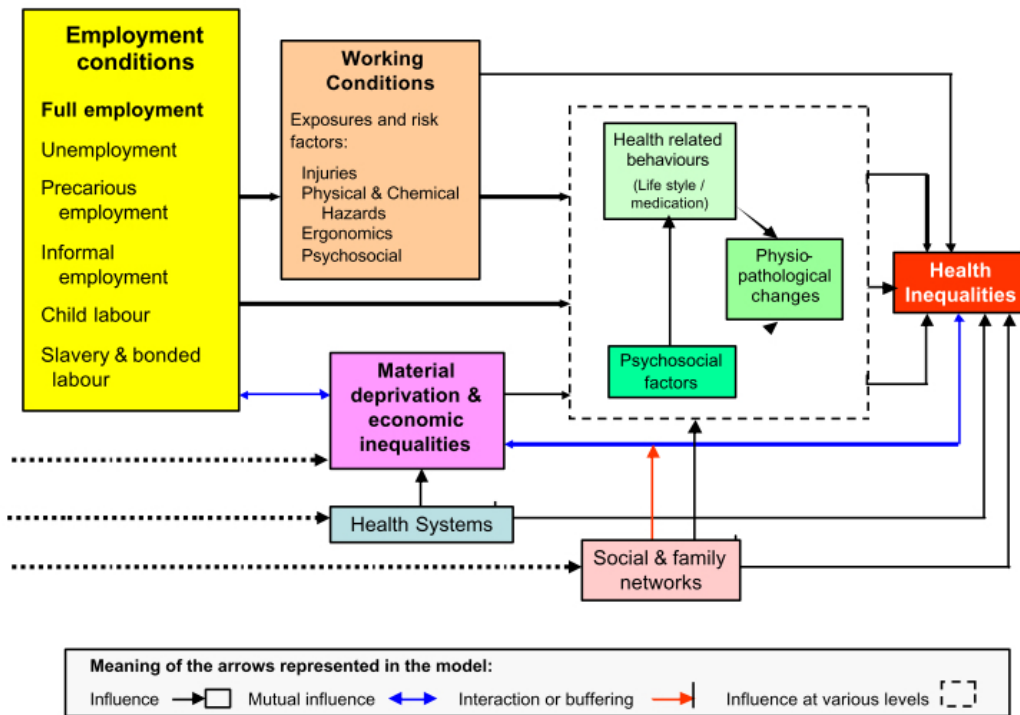 Employment
conditions
Full employment
Unemployment
Precarious
employment
Informal
employment
Child labour
Slavery & bonded
labour
Working
Conditions
Exposures and risk
factors:
Injuries
Physical & Chemical
Hazards
Ergonomics
Psychosocial
Health related
behaviours
(Life style /
medication)
Physio-
pathological
changes
Psychosocial
factors
Health
Inequalities
Material
deprivation &
economic
inequalities
Health Systems
Social & family
networks
Meaning of the arrows represented in the model:
Influence Mutual influence Interaction or buffering Influence at various levels